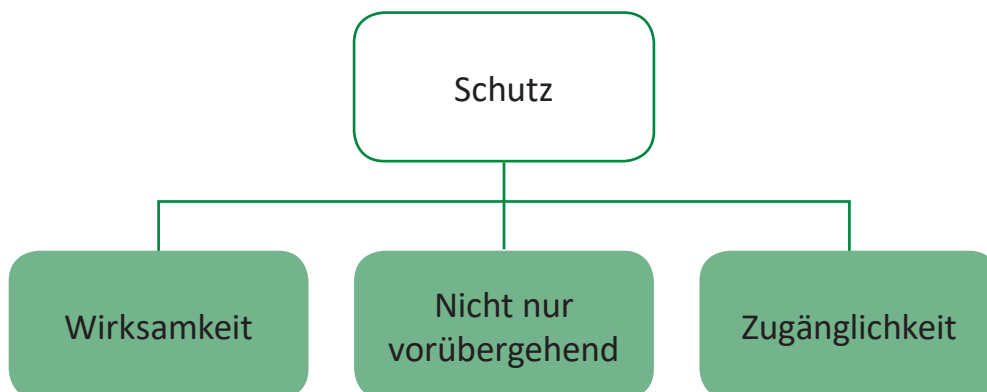 Schutz
Wirksamkeit
Nicht nur
vorübergehend
Zugänglichkeit